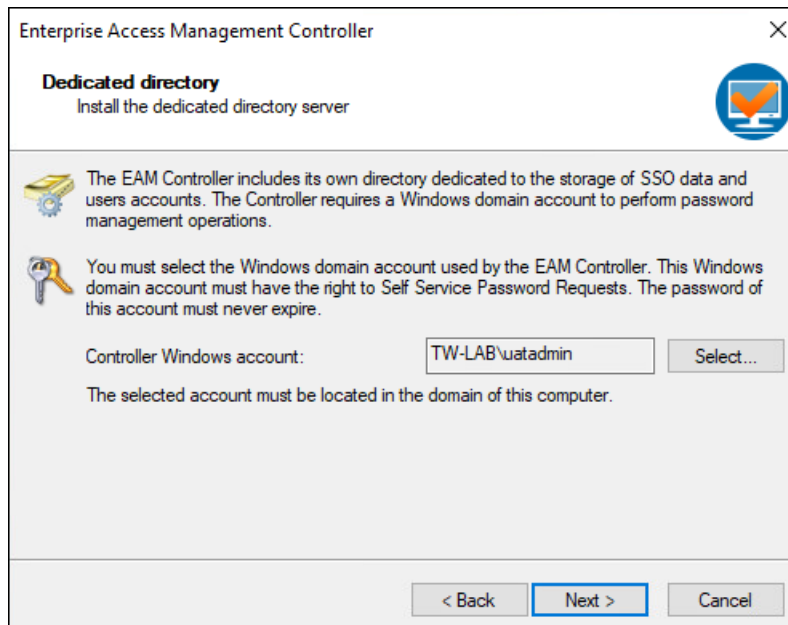 Enterprise Access Management Controller
Dedicated directory
Install the dedicated directory server
The EAM Controller includes its own directory dedicated to the storage of SSO data and
users accounts. The Controller requires a Windows domain account to perform password
management operations.
You must select the Windows domain account used by the EAM Controller. This Windows
domain account must have the right to Self Service Password Requests. The password of
this account must never expire.
Controller Windows account: TW-LAB\uatadmin Select...
The selected account must be located in the domain of this computer.
< Back Next > Cancel